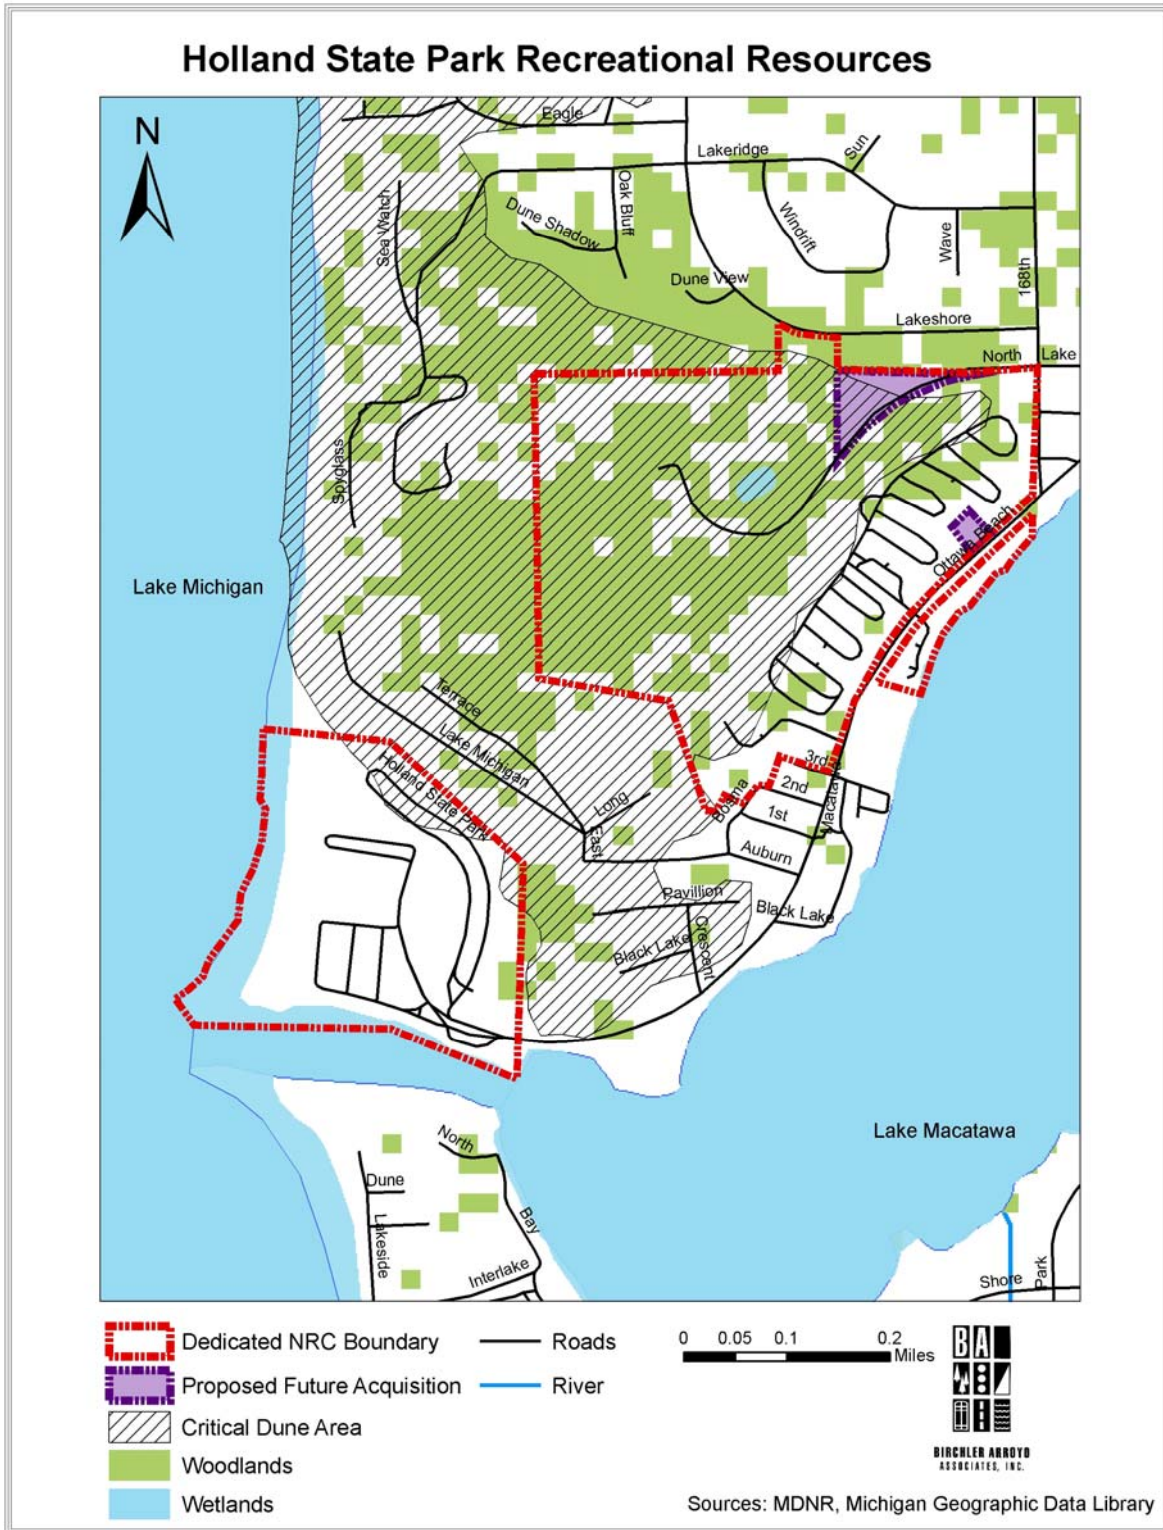 Holland State Park Recreational Resources
N
Eagle
Lakeridge
Sun
Oak Bluff
Sea Watch
Dune Shadow
Windrift
Wave
168th
Dune View
Lakeshore
North
Lake
Spyglass
Ottawa Beach
Lake Michigan
Terrace
Lake Michigan
Holland State Park
3rd
Bosma
2nd
Macatawa
Long
1st
East
Auburn
Pavillion
Black Lake
Crescent
Black Lake
Lake Macatawa
North
Dune
Lakeside
Bay
Interlake
Shore
Park
Dedicated NRC Boundary
Roads
0 0.05 0.1 0.2
Miles
Proposed Future Acquisition
River
Critical Dune Area
Woodlands
Wetlands
BA
BIRCHLER ARROYO
ASSOCIATES, INC.
Sources: MDNR, Michigan Geographic Data Library